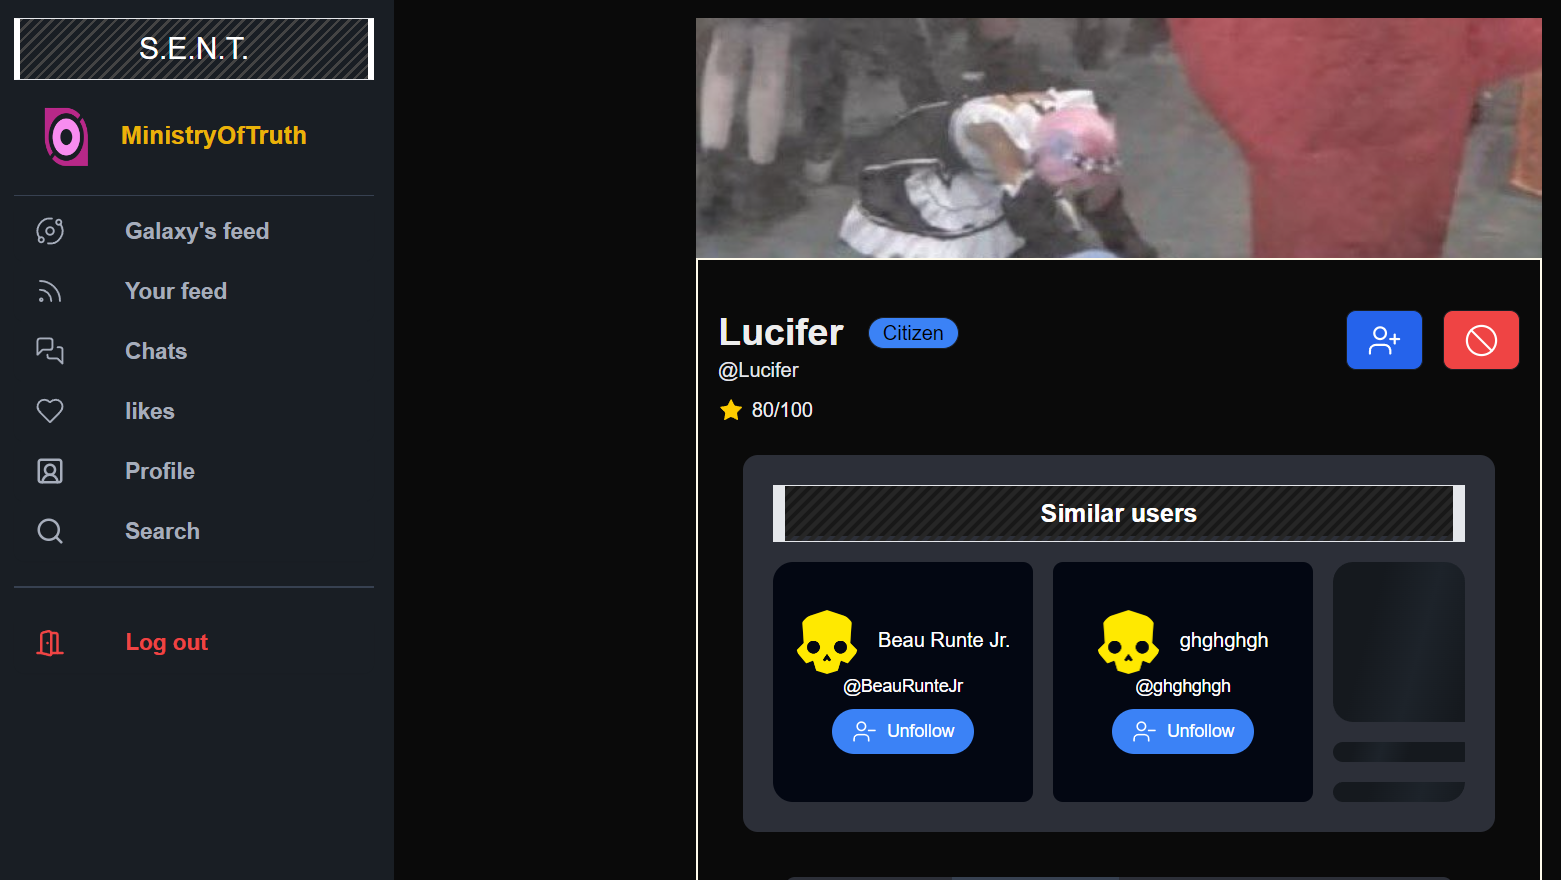 S.E.N.T.
MinistryOfTruth
Galaxy's feed
Your feed
Chats
likes
Profile
Search
Log out
Lucifer
Citizen
@Lucifer
80/100
Similar users
Beau Runte Jr.
@BeauRunteJr
Unfollow
ghghghgh
@ghghghgh
Unfollow